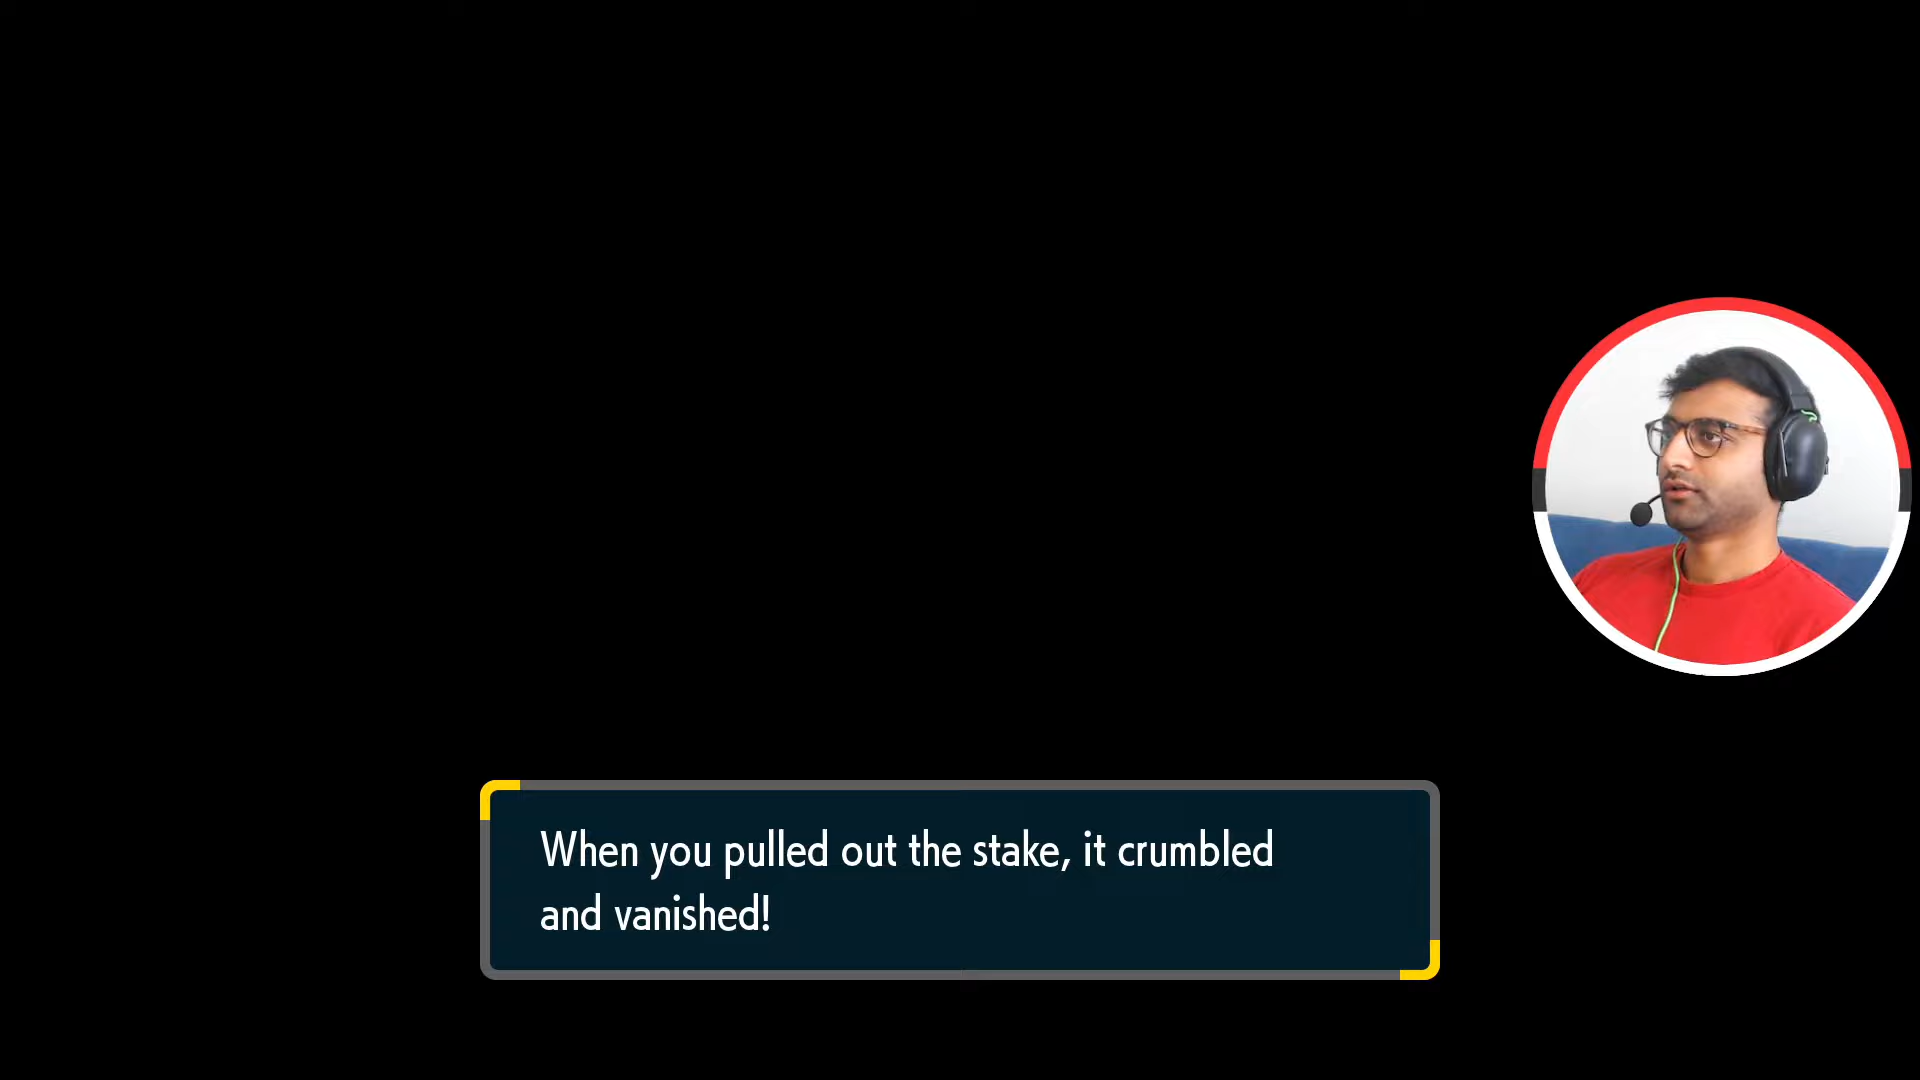 When you pulled out the stake, it crumbled
and vanished!